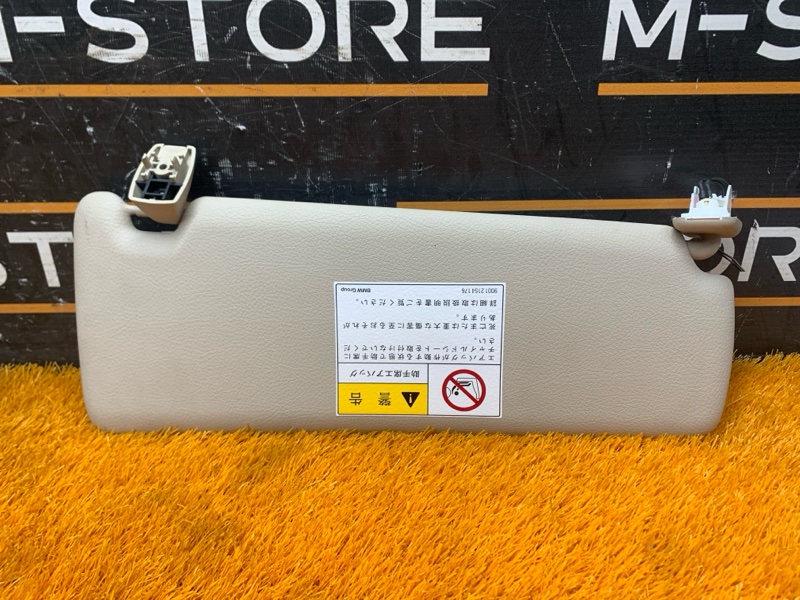 M-STORE
M-S
ST
ORE
警告
助手席エアバッグ
エアバッグが作動する状態で助手席に
チャイルドシートを取付けないでくだ
さい。
死亡または重大な傷害に至るおそれが
あります。
詳細は取扱説明書をご覧ください。
BMW Group
90012154176